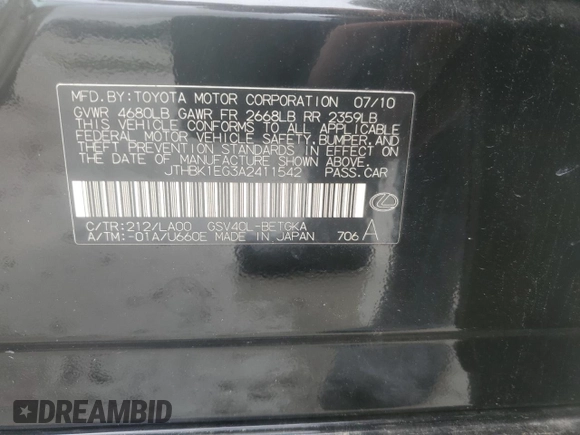 MFD.BY:TOYOTA MOTOR CORPORATION 07/10
GVWR 4680LB GAWR FR 2668LB RR 2359LB
THIS VEHICLE CONFORMS TO ALL APPLICABLE
FEDERAL MOTOR VEHICLE SAFETY,BUMPER,AND
THEFT PREVENTION STANDARDS IN EFFECT ON
THE DATE OF MANUFACTURE SHOWN ABOVE.
JTHBK1EG3A2411542 PASS.CAR
C/TR:212/LA00 GSV40L-BETGKA
A/TM:-01A/U660E MADE IN JAPAN 706 A
DREAMBID